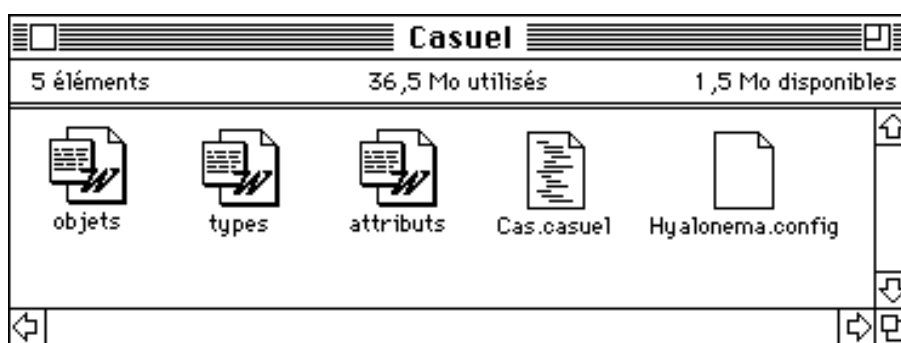 Casuel
5 éléments 36,5 Mo utilisés 1,5 Mo disponibles
objets types attributs Cas.casuel Hyalonema.config